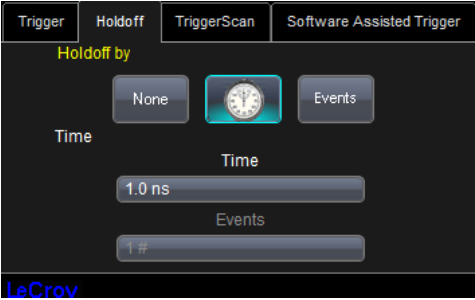 Trigger Holdoff TriggerScan Software Assisted Trigger
Holdoff by
None Events
Time
Time
1.0 ns
Events
1 #
LeCroy